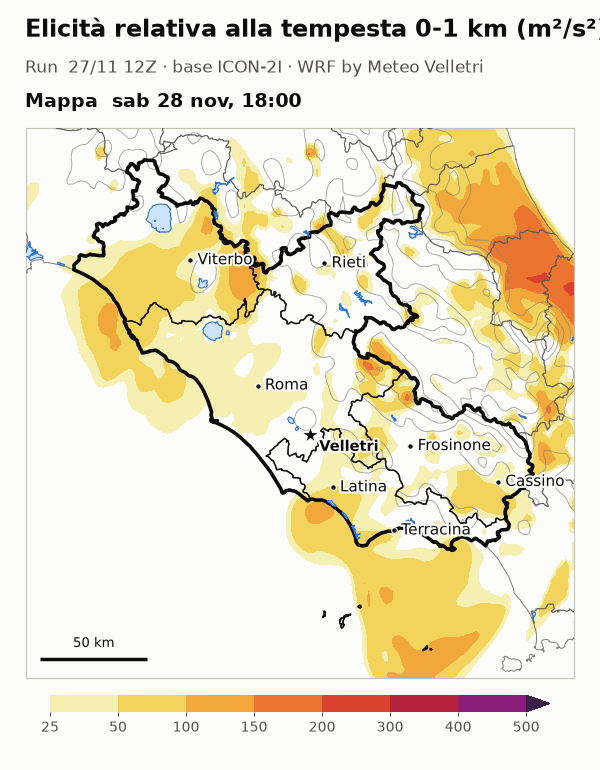 Elicità relativa alla tempesta 0-1 km (m²/s²)
Run 27/11 12Z · base ICON-2I · WRF by Meteo Velletri
Mappa sab 28 nov, 18:00
Viterbo
Rieti
Roma
Velletri
Frosinone
Latina
Cassino
Terracina
50 km
25 50 100 150 200 300 400 500